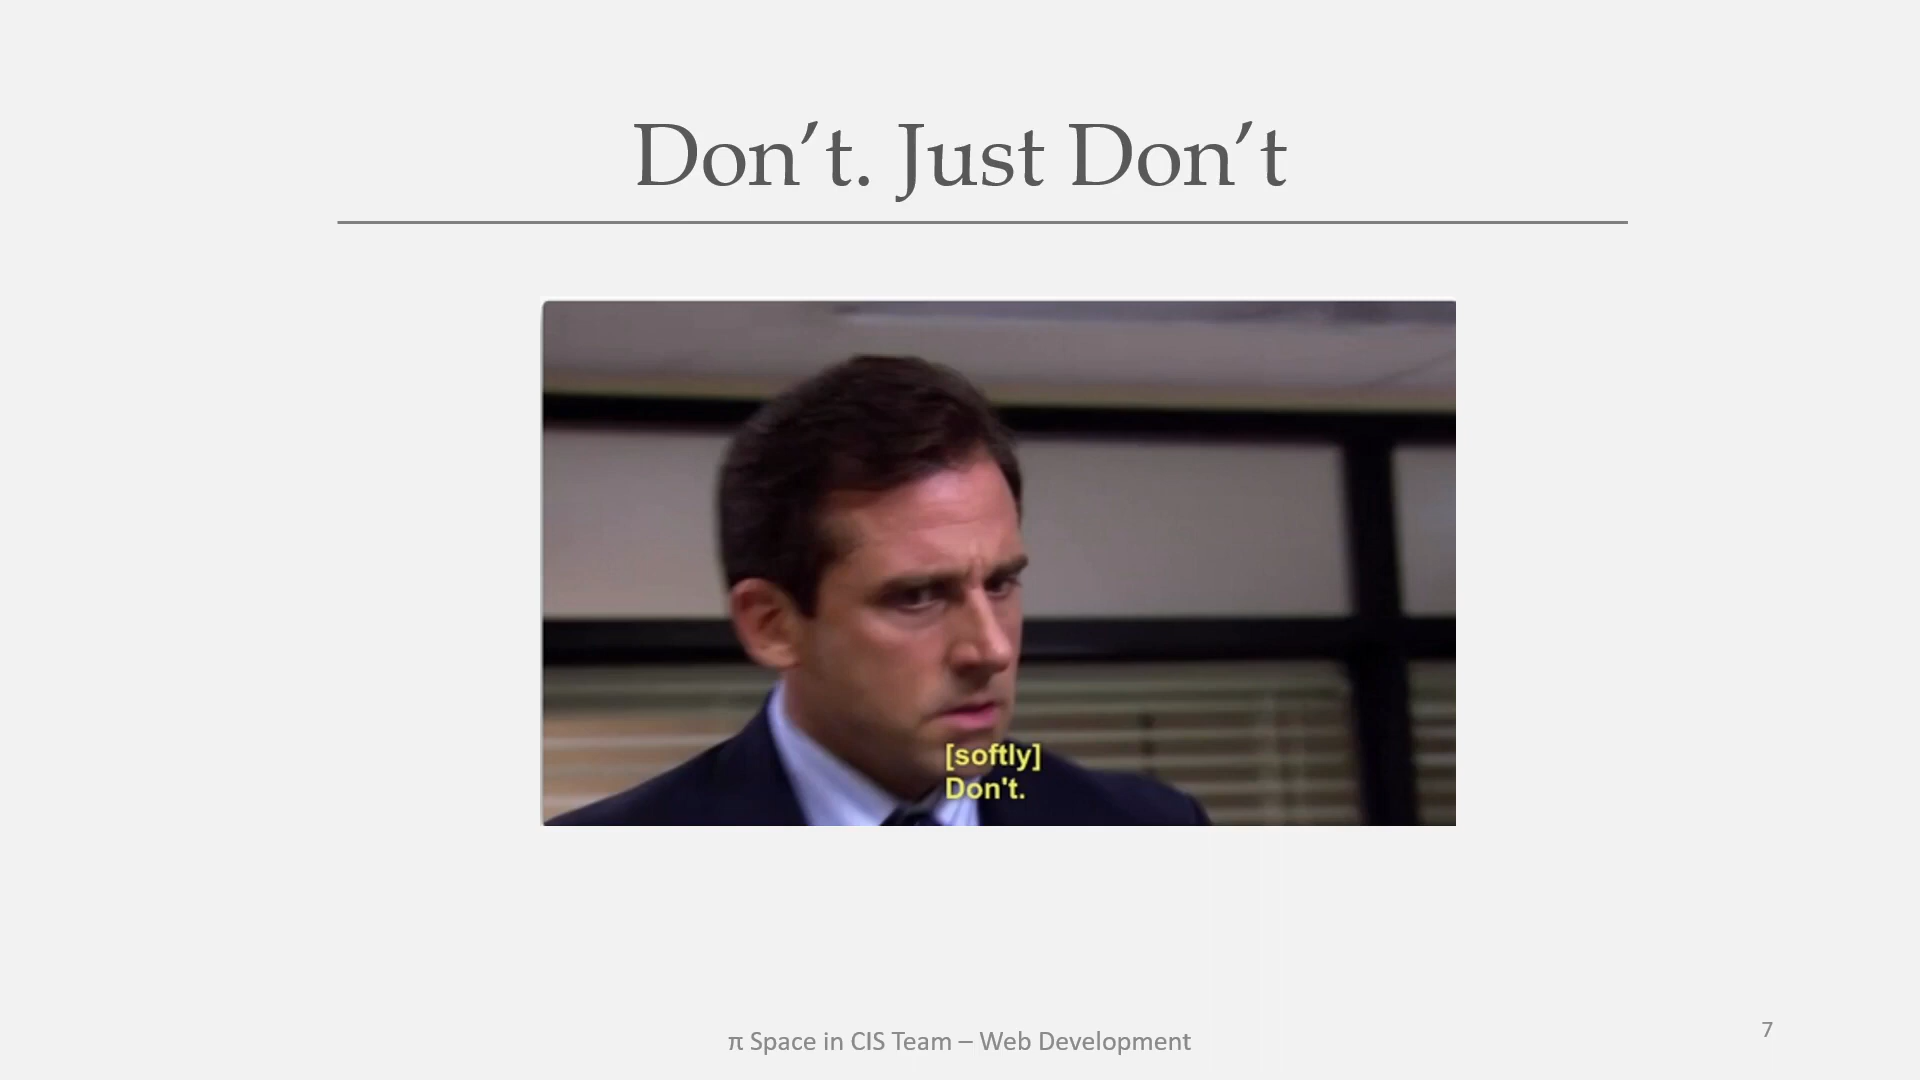 Don’t. Just Don’t
[softly]
Don't.
π Space in CIS Team – Web Development
7